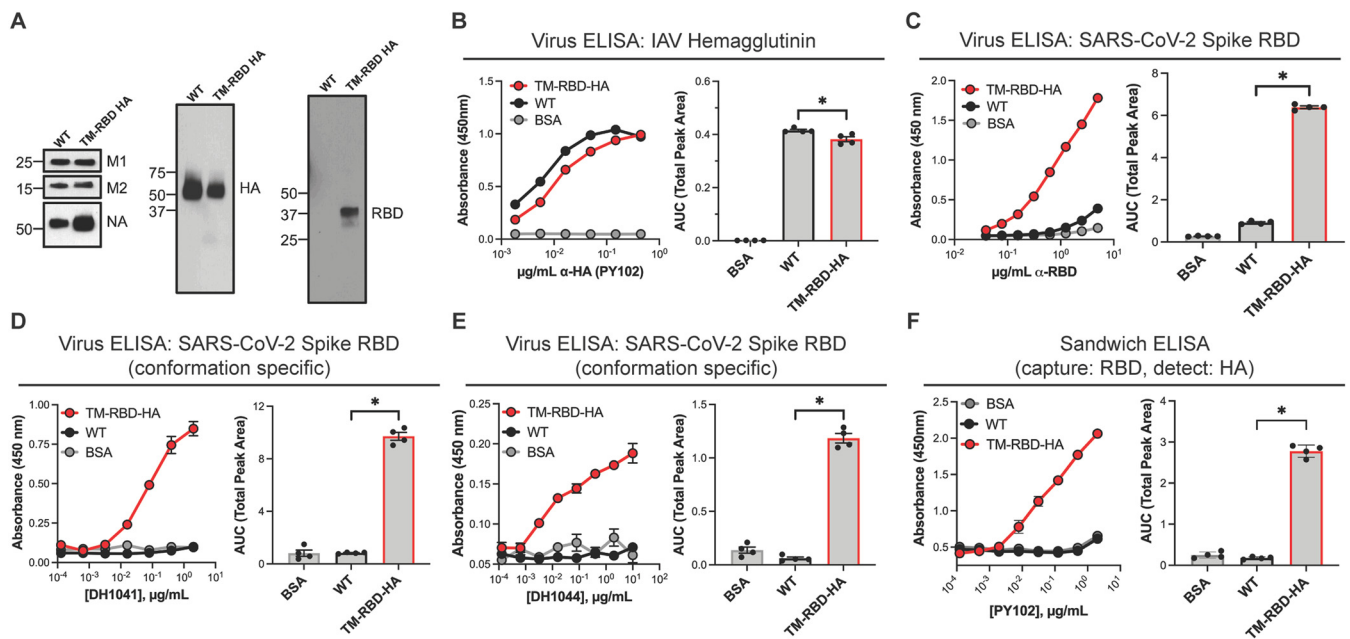 A
WT
TM-RBD HA
25
M1
15
M2
50
NA
WT
TM-RBD HA
75
50
37
HA
WT
TM-RBD HA
50
37
25
RBD
B
Virus ELISA: IAV Hemagglutinin
Absorbance (450nm)
1.5
1.0
0.5
0.0
TM-RBD-HA
WT
BSA
10-3
10-2
10-1
100
µg/mL α-HA (PY102)
AUC (Total Peak Area)
0.6
0.4
0.2
0.0
*
BSA
WT
TM-RBD-HA
C
Virus ELISA: SARS-CoV-2 Spike RBD
Absorbance (450 nm)
2.0
1.5
1.0
0.5
0.0
TM-RBD-HA
WT
BSA
10-2
10-1
100
101
µg/mL α-RBD
AUC (Total Peak Area)
8
6
4
2
0
*
BSA
WT
TM-RBD-HA
D
Virus ELISA: SARS-CoV-2 Spike RBD
(conformation specific)
Absorbance (450 nm)
1.00
0.75
0.50
0.25
0.00
TM-RBD-HA
WT
BSA
10-4
10-3
10-2
10-1
100
101
[DH1041], µg/mL
AUC (Total Peak Area)
12
8
4
0
*
BSA
WT
TM-RBD-HA
E
Virus ELISA: SARS-CoV-2 Spike RBD
(conformation specific)
Absorbance (450 nm)
0.25
0.20
0.15
0.10
0.05
TM-RBD-HA
WT
BSA
10-4
10-3
10-2
10-1
100
101
102
[DH1044], µg/mL
AUC (Total Peak Area)
1.5
1.0
0.5
0.0
*
BSA
WT
TM-RBD-HA
F
Sandwich ELISA
(capture: RBD, detect: HA)
Absorbance (450nm)
2.5
2.0
1.5
1.0
0.5
BSA
WT
TM-RBD-HA
10-4
10-3
10-2
10-1
100
101
[PY102], µg/mL
AUC (Total Peak Area)
4
3
2
1
0
*
BSA
WT
TM-RBD-HA